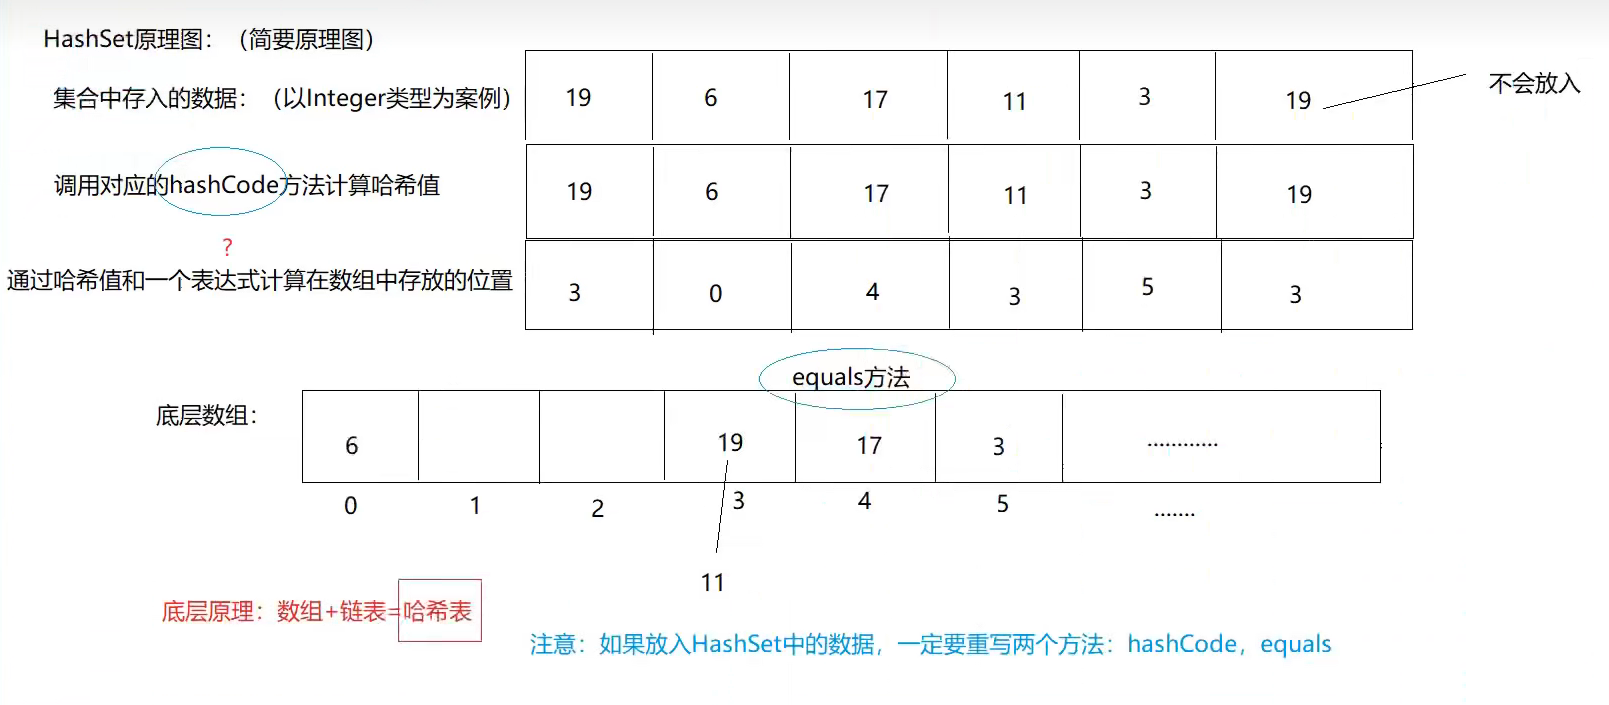 HashSet原理图：（简要原理图）
集合中存入的数据：（以Integer类型为案例） 19 6 17 11 3 19 不会放入
调用对应的hashCode方法计算哈希值 19 6 17 11 3 19
?
通过哈希值和一个表达式计算在数组中存放的位置 3 0 4 3 5 3
equals方法
底层数组： 6 19 17 3 ............
0 1 2 3 4 5 .......
11
底层原理：数组+链表=哈希表
注意：如果放入HashSet中的数据，一定要重写两个方法：hashCode，equals